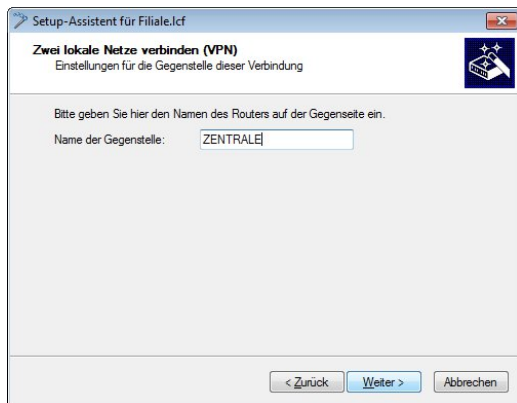 Setup-Assistent für Filiale.lcf
Zwei lokale Netze verbinden (VPN)
Einstellungen für die Gegenstelle dieser Verbindung
Bitte geben Sie hier den Namen des Routers auf der Gegenseite ein.
Name der Gegenstelle: ZENTRALE
< Zurück Weiter > Abbrechen